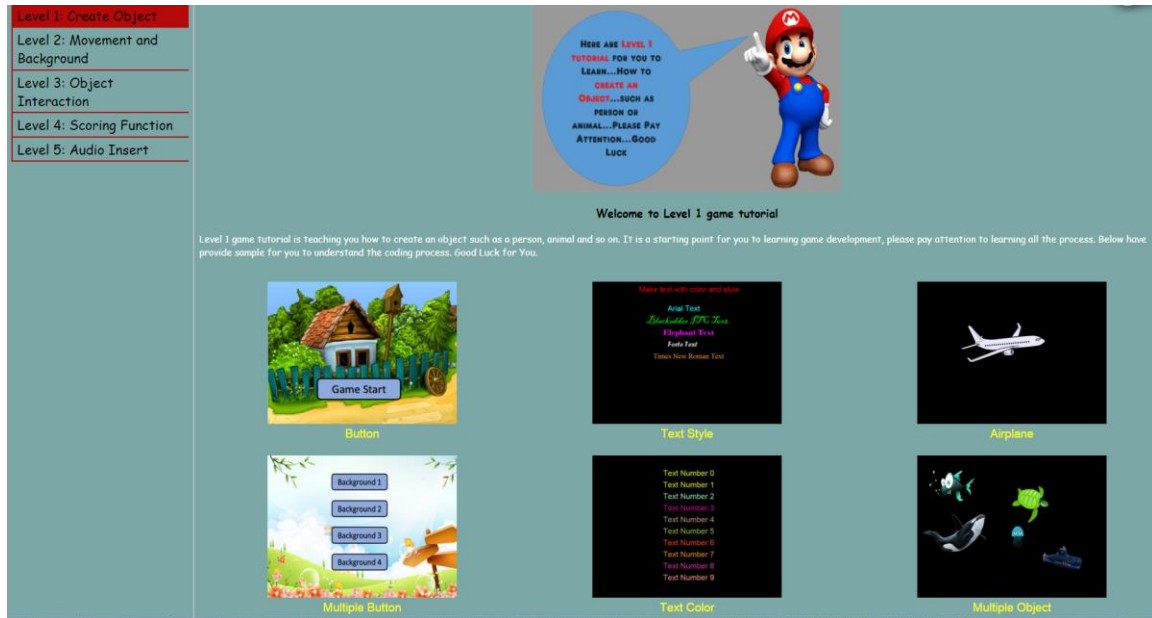 Level 1: Create Object
Level 2: Movement and
Background
Level 3: Object
Interaction
Level 4: Scoring Function
Level 5: Audio Insert
HERE ARE LEVEL 1
TUTORIAL FOR YOU TO
LEARN...HOW TO
CREATE AN
OBJECT...SUCH AS
PERSON OR
ANIMAL...PLEASE PAY
ATTENTION...GOOD
LUCK
M
Welcome to Level 1 game tutorial
Level 1 game tutorial is teaching you how to create an object such as a person, animal and so on. It is a starting point for you to learning game development, please pay attention to learning all the process. Below have
provide sample for you to understand the coding process. Good Luck for You.
Game Start
Button
Make text with color and style
Arial Text
Blackadder ITC Text
Elephant Text
Forte Text
Times New Roman Text
Text Style
Airplane
Background 1
Background 2
Background 3
Background 4
Multiple Button
Text Number 0
Text Number 1
Text Number 2
Text Number 3
Text Number 4
Text Number 5
Text Number 6
Text Number 7
Text Number 8
Text Number 9
Text Color
Multiple Object